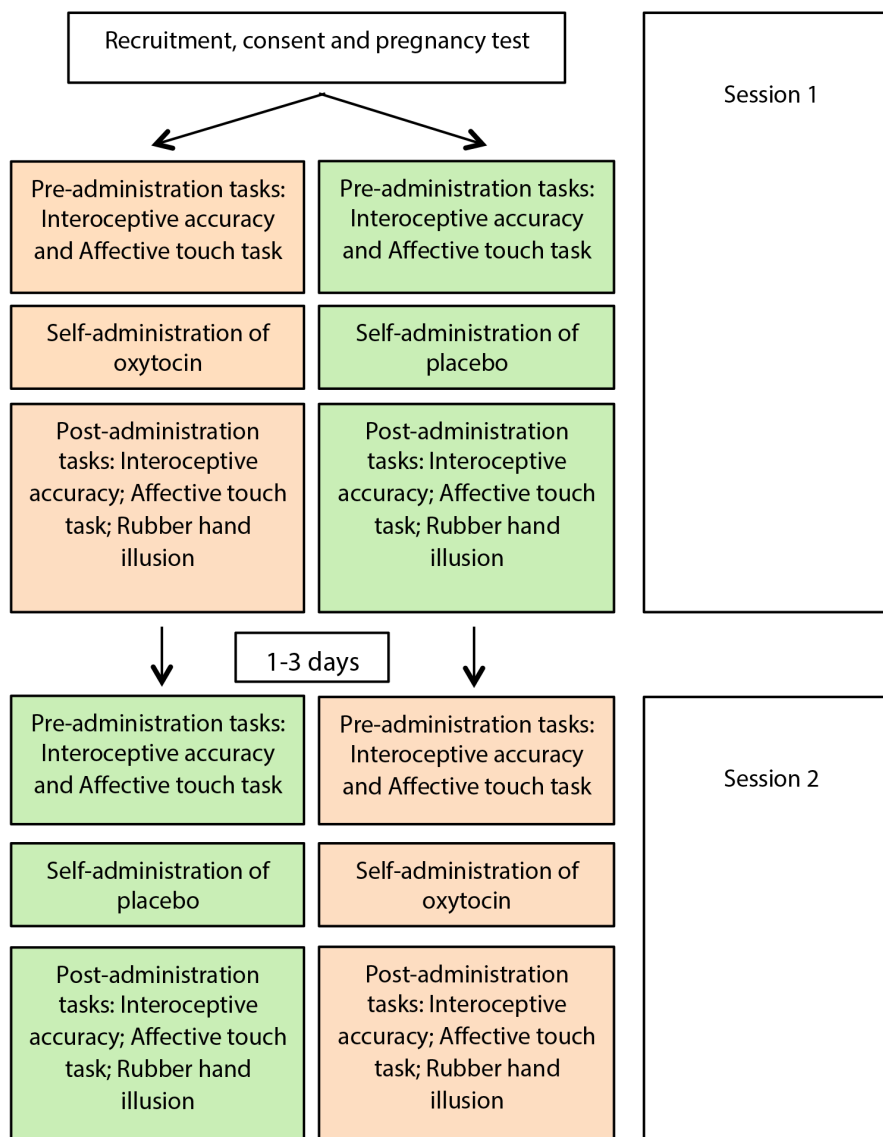 Recruitment, consent and pregnancy test
Session 1
Pre-administration tasks:
Interoceptive accuracy
and Affective touch task
Pre-administration tasks:
Interoceptive accuracy
and Affective touch task
Self-administration of
oxytocin
Self-administration of
placebo
Post-administration
tasks: Interoceptive
accuracy; Affective touch
task; Rubber hand
illusion
Post-administration
tasks: Interoceptive
accuracy; Affective touch
task; Rubber hand
illusion
1-3 days
Pre-administration tasks:
Interoceptive accuracy
and Affective touch task
Pre-administration tasks:
Interoceptive accuracy
and Affective touch task
Session 2
Self-administration of
placebo
Self-administration of
oxytocin
Post-administration
tasks: Interoceptive
accuracy; Affective touch
task; Rubber hand
illusion
Post-administration
tasks: Interoceptive
accuracy; Affective touch
task; Rubber hand
illusion